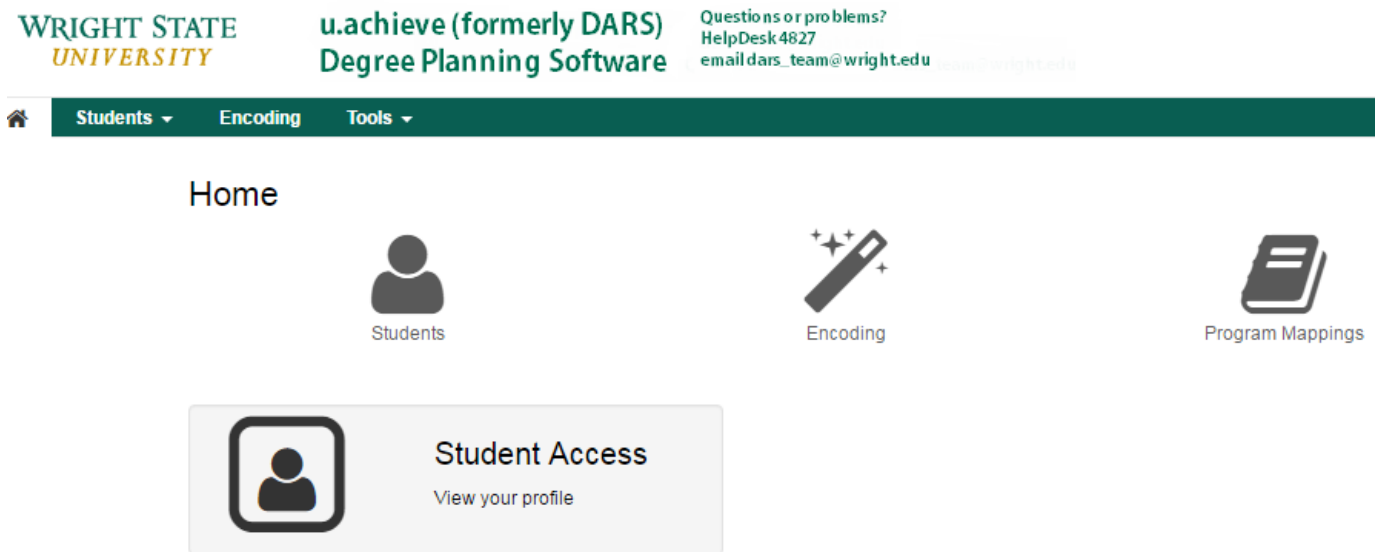 WRIGHT STATE
UNIVERSITY
u.achieve (formerly DARS)
Degree Planning Software
Questions or problems?
HelpDesk 4827
email dars_team@wright.edu
Students
Encoding
Tools
Home
Students
Encoding
Program Mappings
Student Access
View your profile